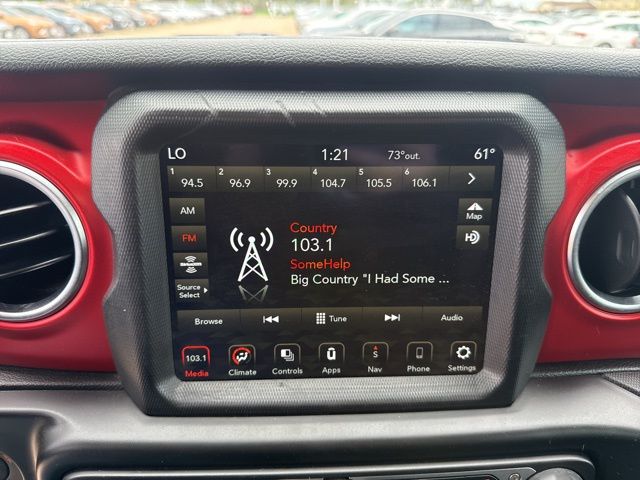 LO 1:21 73°out. 61°
1 94.5 2 96.9 3 99.9 4 104.7 5 105.5 6 106.1
AM
Map
Country
103.1
FM
HD
SomeHelp
SiriusXM
Big Country "I Had Some ...
Source
Select
Browse Tune Audio
103.1 S
Media Climate Controls Apps Nav Phone Settings